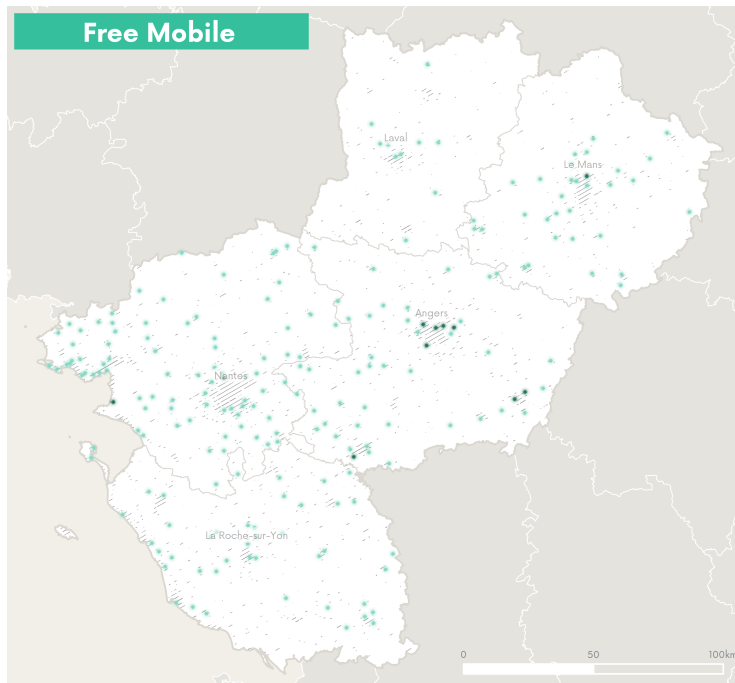 Free Mobile
Laval
Le Mans
Angers
Nantes
La Roche-sur-Yon
0 50 100km